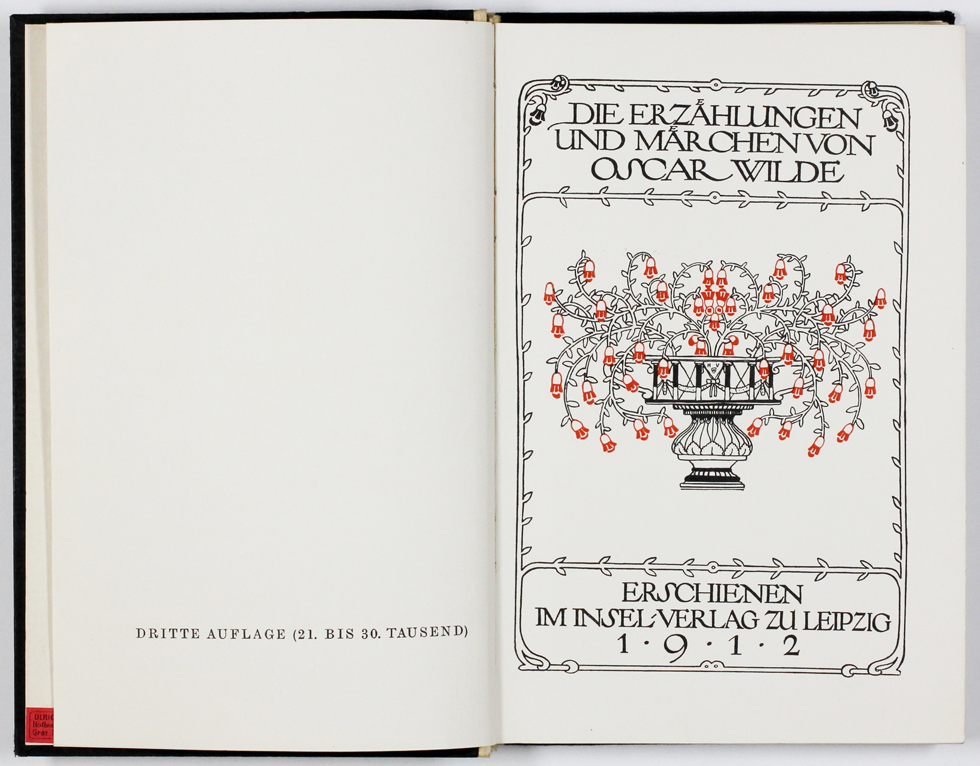 DRITTE AUFLAGE (21. BIS 30. TAUSEND)
DIE ERZÄHLUNGEN
UND MÄRCHEN VON
OSCAR WILDE
ERSCHIENEN
IM INSEL-VERLAG ZU LEIPZIG
1·9·1·2